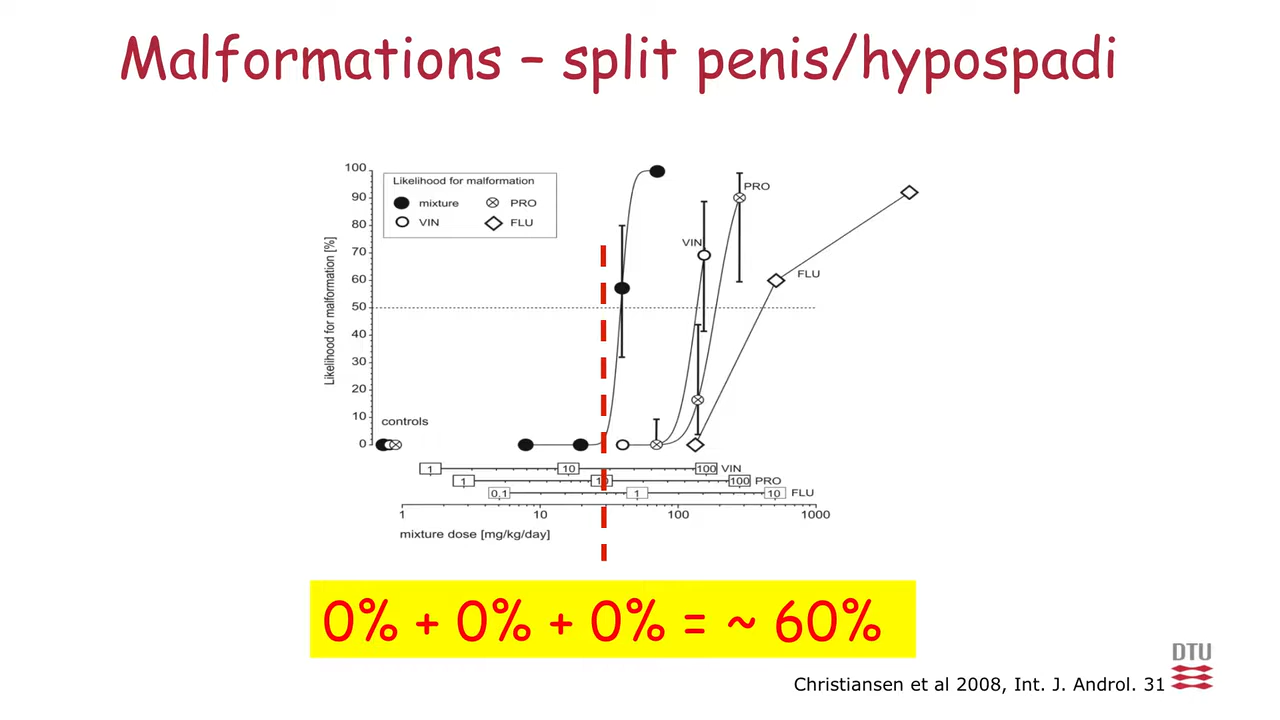 Malformations – split penis/hypospadi
100
90
80
70
60
50
40
30
20
10
0
Likelihood for malformation [%]
Likelihood for malformation
mixture
PRO
VIN
FLU
PRO
VIN
FLU
controls
1
10
100
VIN
1
10
100
PRO
0,1
1
10
FLU
1
10
100
1000
mixture dose [mg/kg/day]
0% + 0% + 0% = ~ 60%
DTU
Christiansen et al 2008, Int. J. Androl. 31